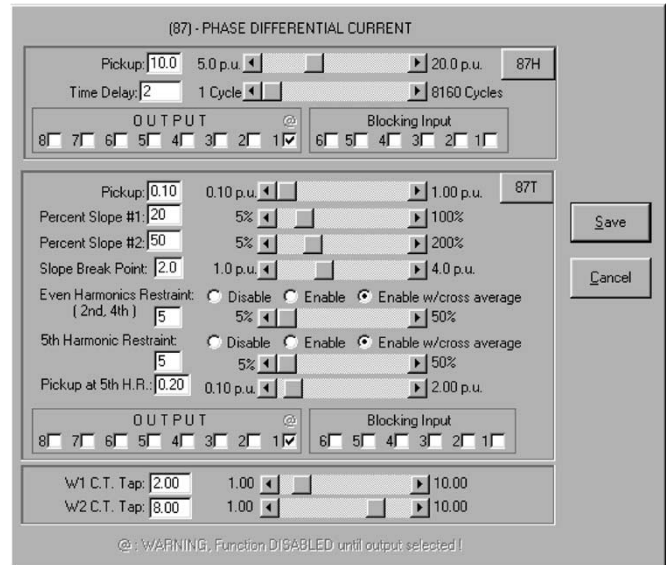 (87) - PHASE DIFFERENTIAL CURRENT
Pickup: 10.0 5.0 p.u. 20.0 p.u. 87H
Time Delay: 2 1 Cycle 8160 Cycles
OUTPUT @ Blocking Input
8 7 6 5 4 3 2 1 6 5 4 3 2 1
Pickup: 0.10 0.10 p.u. 1.00 p.u. 87T
Percent Slope #1: 20 5% 100%
Percent Slope #2: 50 5% 200%
Slope Break Point: 2.0 1.0 p.u. 4.0 p.u.
Even Harmonics Restraint: Disable Enable Enable w/cross average
(2nd, 4th) 5 5% 50%
5th Harmonic Restraint: Disable Enable Enable w/cross average
5 5% 50%
Pickup at 5th H.R.: 0.20 0.10 p.u. 2.00 p.u.
OUTPUT @ Blocking Input
8 7 6 5 4 3 2 1 6 5 4 3 2 1
W1 C.T. Tap: 2.00 1.00 10.00
W2 C.T. Tap: 8.00 1.00 10.00
@ : WARNING, Function DISABLED until output selected !
Save
Cancel